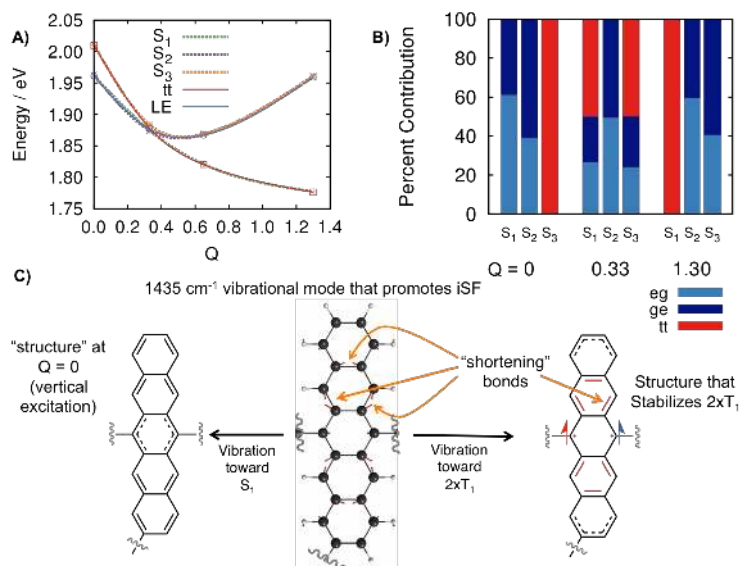 A)
2.05
2.00
1.95
1.90
1.85
1.80
1.75
Energy / eV
S1
S2
S3
tt
LE
0.0 0.2 0.4 0.6 0.8 1.0 1.2 1.4
Q
B)
100
80
60
40
20
0
Percent Contribution
S1 S2 S3 S1 S2 S3 S1 S2 S3
Q = 0 0.33 1.30
eg
ge
tt
C)
1435 cm-1 vibrational mode that promotes iSF
"structure" at
Q = 0
(vertical
excitation)
Vibration
toward
S1
"shortening"
bonds
Vibration
toward
2xT1
Structure that
Stabilizes 2xT1